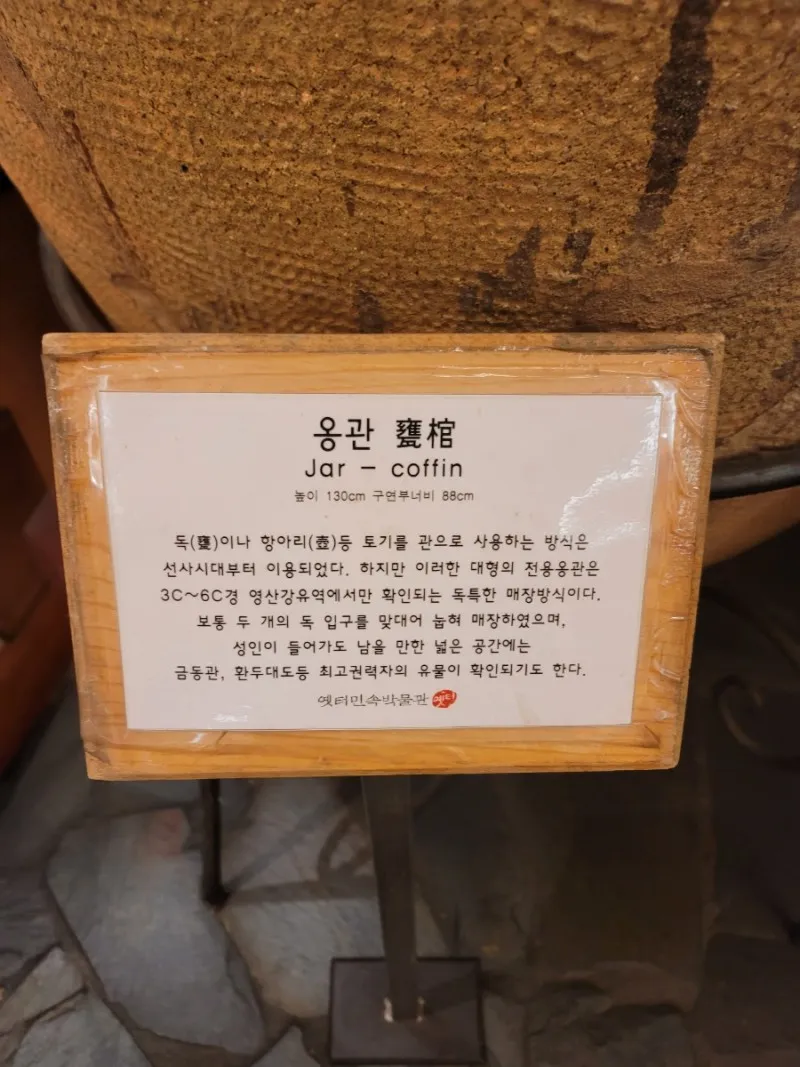 옹관 甕棺
Jar - coffin
높이 130cm 구연부너비 88cm
독(甕)이나 항아리(壺)등 토기를 관으로 사용하는 방식은
선사시대부터 이용되었다. 하지만 이러한 대형의 전용옹관은
3C~6C경 영산강유역에서만 확인되는 독특한 매장방식이다.
보통 두 개의 독 입구를 맞대어 눕혀 매장하였으며,
성인이 들어가도 남을 만한 넓은 공간에는
금동관, 환두대도등 최고권력자의 유물이 확인되기도 한다.
옛터민속박물관 옛터